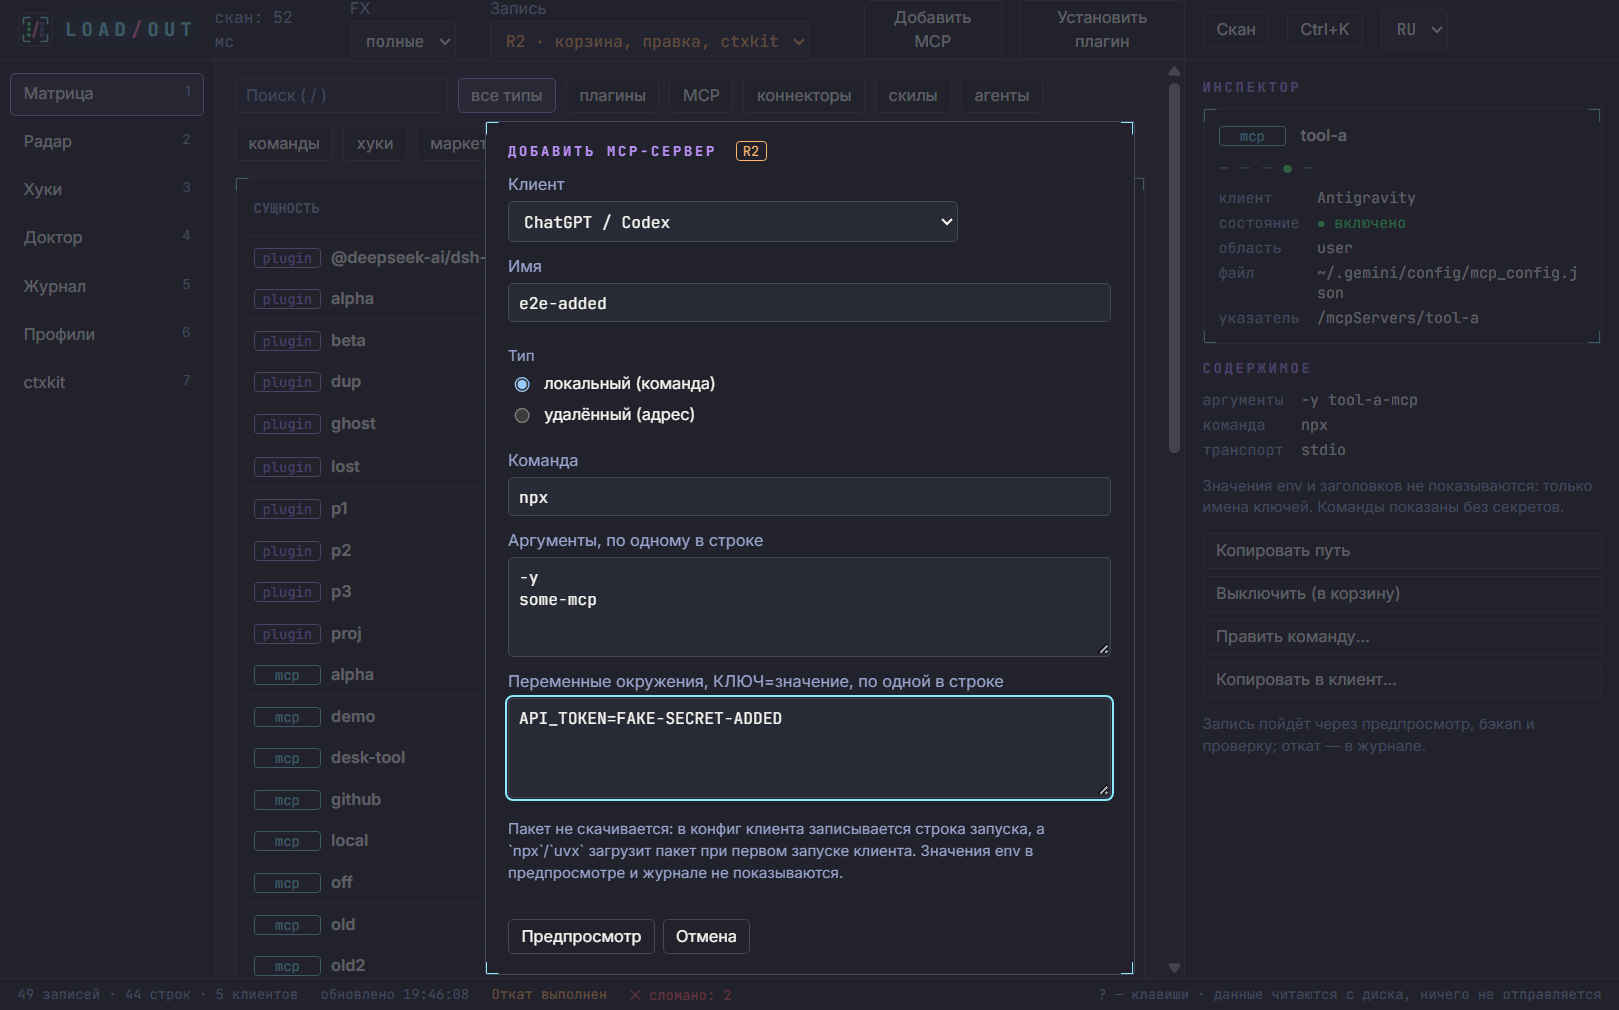 LOAD/OUT
скан: 52 мс
FX
полные
Запись
R2 · корзина, правка, ctxkit
Добавить MCP
Установить плагин
Скан
Ctrl+K
RU
Матрица 1
Радар 2
Хуки 3
Доктор 4
Журнал 5
Профили 6
ctxkit 7
Поиск ( / )
все типы
плагины
MCP
коннекторы
скилы
агенты
команды
хуки
маркет
СУЩНОСТЬ
plugin @deepseek-ai/dsh-
plugin alpha
plugin beta
plugin dup
plugin ghost
plugin lost
plugin p1
plugin p2
plugin p3
plugin proj
mcp alpha
mcp demo
mcp desk-tool
mcp github
mcp local
mcp off
mcp old
mcp old2
ДОБАВИТЬ MCP-СЕРВЕР R2
Клиент
ChatGPT / Codex
Имя
e2e-added
Тип
локальный (команда)
удалённый (адрес)
Команда
npx
Аргументы, по одному в строке
-y
some-mcp
Переменные окружения, КЛЮЧ=значение, по одной в строке
API_TOKEN=FAKE-SECRET-ADDED
Пакет не скачивается: в конфиг клиента записывается строка запуска, а
`npx`/`uvx` загрузит пакет при первом запуске клиента. Значения env в
предпросмотре и журнале не показываются.
Предпросмотр
Отмена
ИНСПЕКТОР
mcp tool-a
— — — ● —
клиент Antigravity
состояние ● включено
область user
файл ~/.gemini/config/mcp_config.j
son
указатель /mcpServers/tool-a
СОДЕРЖИМОЕ
аргументы -y tool-a-mcp
команда npx
транспорт stdio
Значения env и заголовков не показываются: только
имена ключей. Команды показаны без секретов.
Копировать путь
Выключить (в корзину)
Править команду...
Копировать в клиент...
Запись пойдёт через предпросмотр, бэкап и
проверку; откат — в журнале.
49 записей · 44 строк · 5 клиентов обновлено 19:46:08 Откат выполнен × сломано: 2
? — клавиши · данные читаются с диска, ничего не отправляется